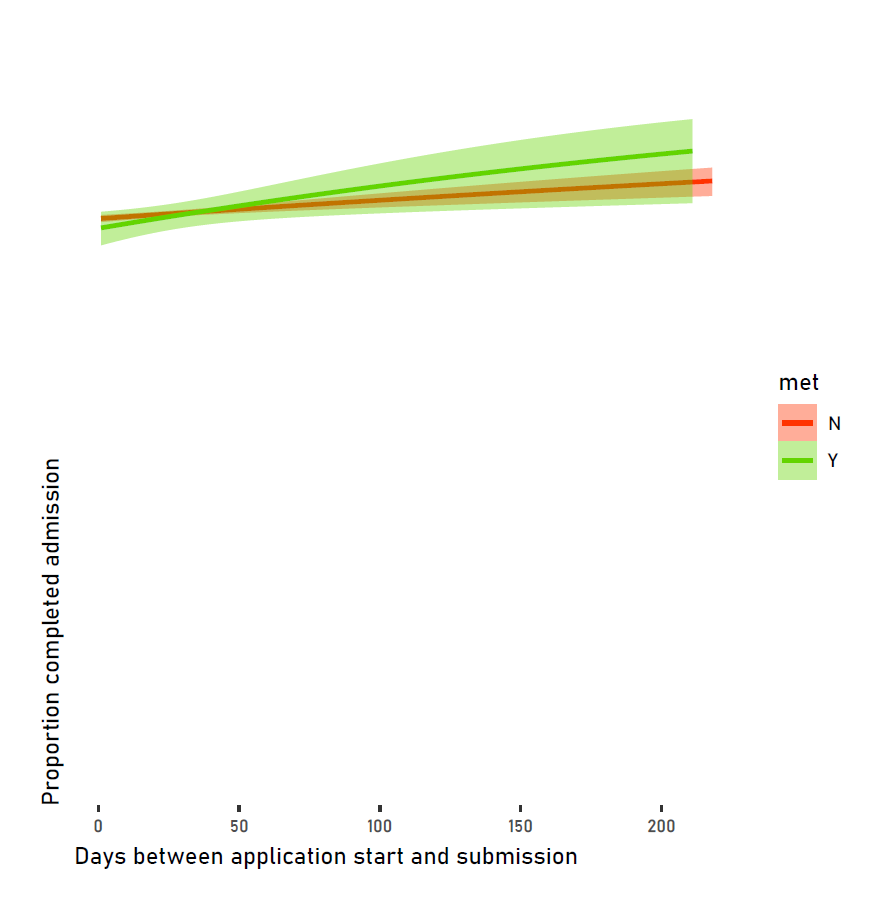 met
N
Y
Proportion completed admission
0 50 100 150 200
Days between application start and submission